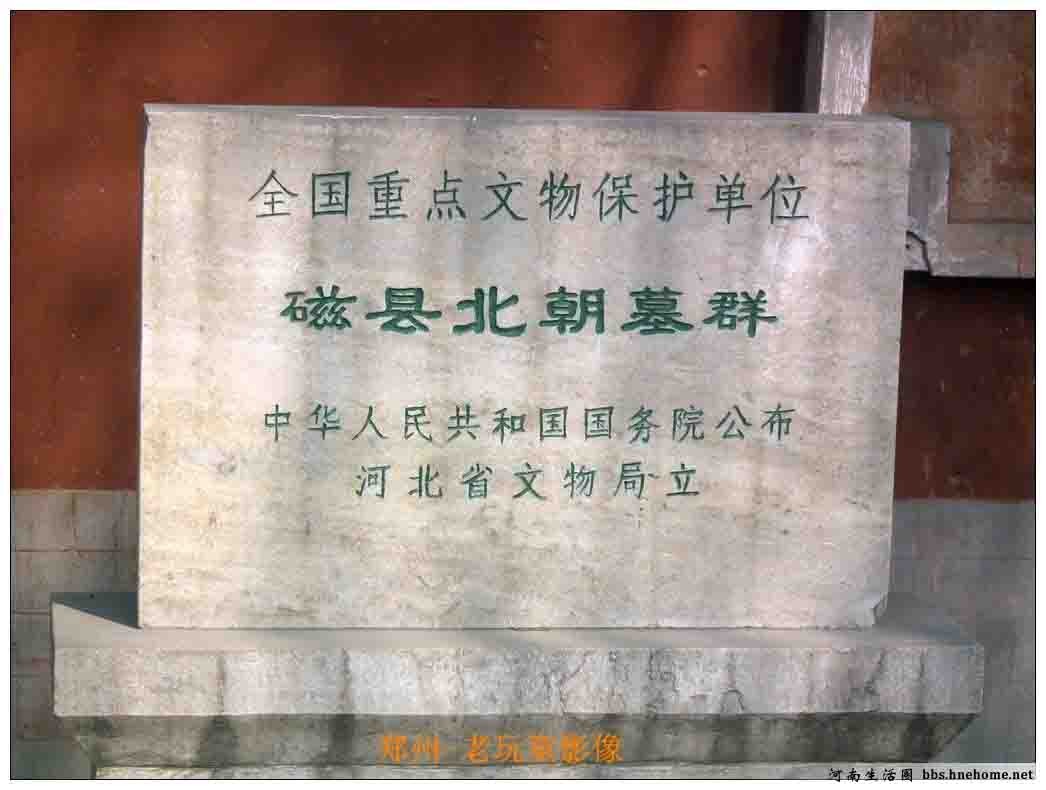 全国重点文物保护单位
磁县北朝墓群
中华人民共和国国务院公布
河北省文物局立
郑州 老玩童影像
河南生活圈 bbs.hnehome.net